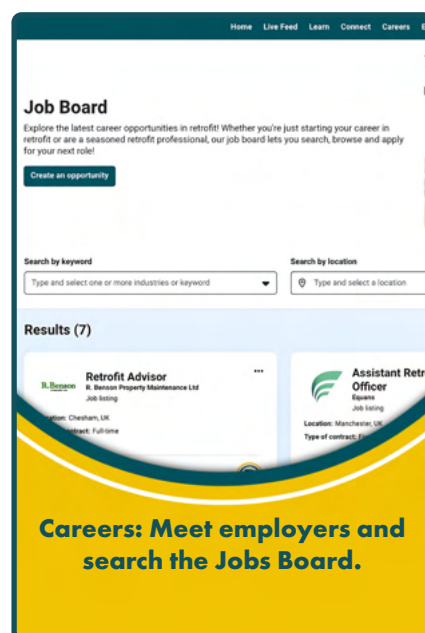 Home Live Feed Learn Connect Careers
Job Board
Explore the latest career opportunities in retrofit! Whether you're just starting your career in
retrofit or are a seasoned retrofit professional, our job board lets you search, browse and apply
for your next role!
Create an opportunity
Search by keyword
Search by location
Type and select one or more industries or keyword
Type and select a location
Results (7)
R.Benson
Retrofit Advisor
R. Benson Property Maintenance Ltd
Job listing
Location: Chesham, UK
Full-time
Assistant
Officer
Equans
Job listing
Location: Manchester, UK
Type of contract:
Careers: Meet employers and
search the Jobs Board.